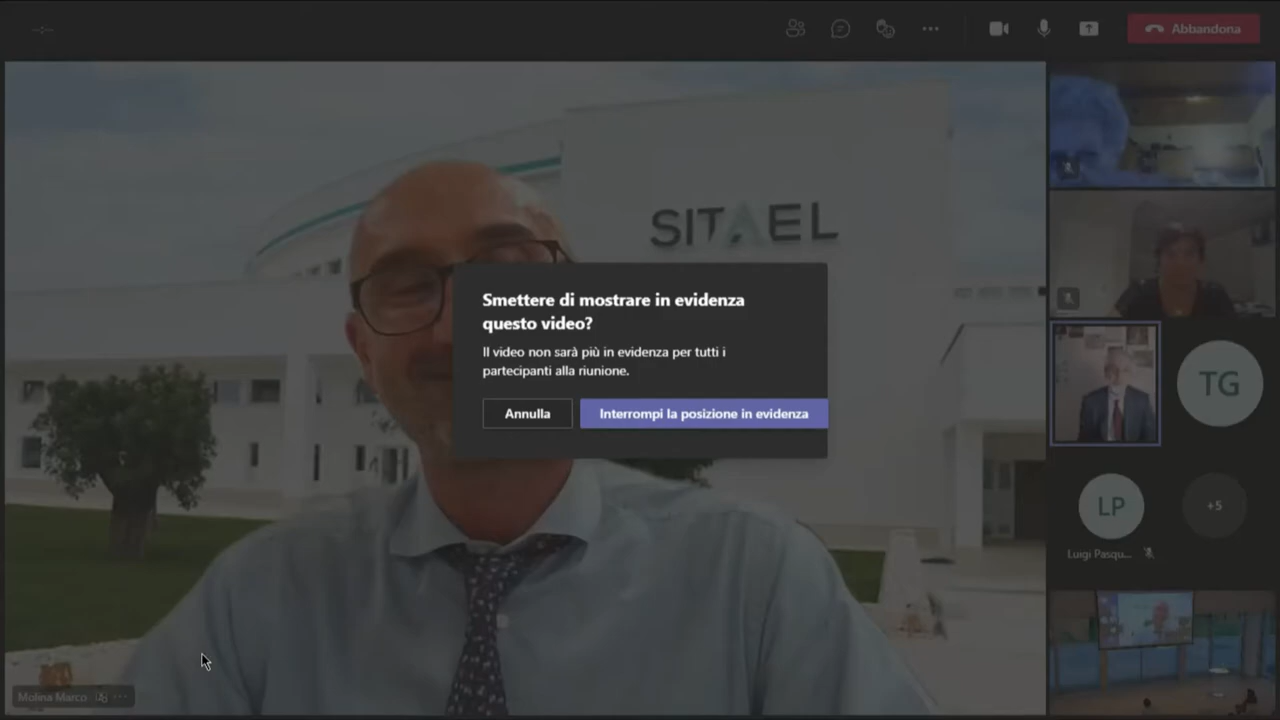 Abbandona
SITAEL
Smettere di mostrare in evidenza
questo video?
Il video non sarà più in evidenza per tutti i
partecipanti alla riunione.
Annulla
Interrompi la posizione in evidenza
TG
LP
+5
Luigi Pasqu...
Molina Marco